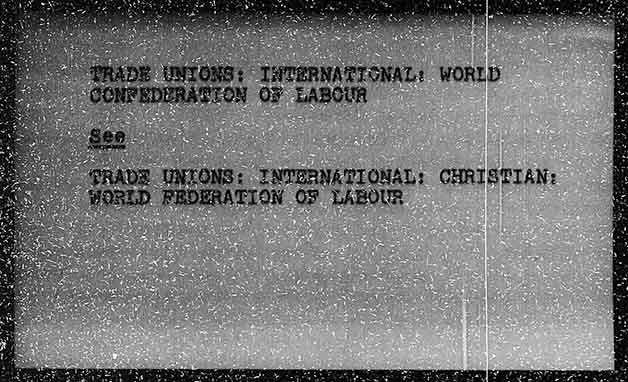 TRADE UNIONS: INTERNATIONAL: WORLD
CONFEDERATION OF LABOUR
See
TRADE UNIONS: INTERNATIONAL: CHRISTIAN:
WORLD FEDERATION OF LABOUR